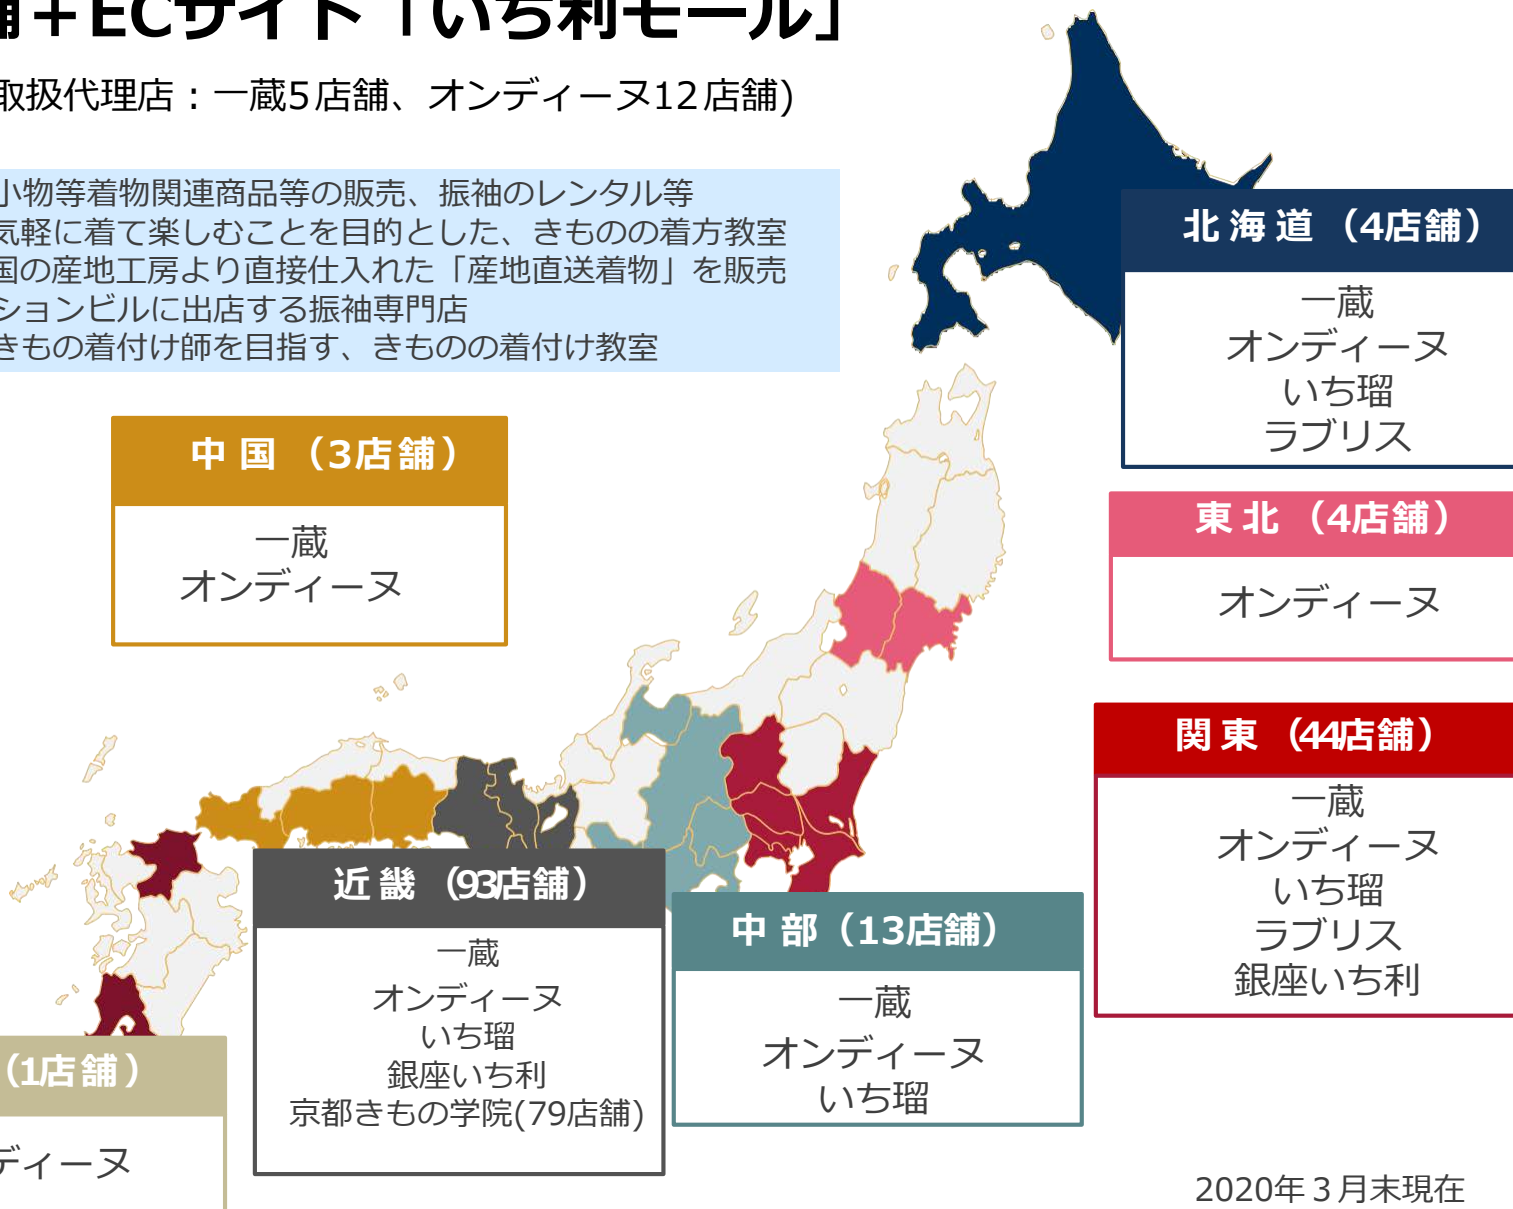 舗＋ECサイト「いち利モール」
取扱代理店：一蔵5店舗、オンディーヌ12店舗)
小物等着物関連商品等の販売、振袖のレンタル等
気軽に着て楽しむことを目的とした、きものの着方教室
国の産地工房より直接仕入れた「産地直送着物」を販売
ションビルに出店する振袖専門店
きもの着付け師を目指す、きものの着付け教室
北海道（4店舗）
一蔵
オンディーヌ
いち瑠
ラブリス
中国（3店舗）
一蔵
オンディーヌ
東北（4店舗）
オンディーヌ
関東（44店舗）
一蔵
オンディーヌ
いち瑠
ラブリス
銀座いち利
近畿（93店舗）
一蔵
オンディーヌ
いち瑠
銀座いち利
京都きもの学院(79店舗)
中部（13店舗）
一蔵
オンディーヌ
いち瑠
（1店舗）
ディーヌ
2020年３月末現在